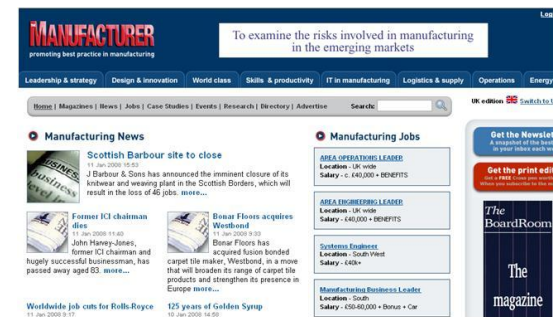 Log
MANUFACTURER
promoting best practice in manufacturing
To examine the risks involved in manufacturing
in the emerging markets
Leadership & strategy Design & innovation World class Skills & productivity IT in manufacturing Logistics & supply Operations Energy
Home | Magazines | News | Jobs | Case Studies | Events | Research | Directory | Advertise Search:
UK edition Switch to U
Manufacturing News
Scottish Barbour site to close
11 Jan 2008 15:53
J Barbour & Sons has announced the imminent closure of its
knitwear and weaving plant in the Scottish Borders, which will
result in the loss of 46 jobs. more...
Former ICI chairman
dies
11 Jan 2008 11:40
John Harvey-Jones,
former ICI chairman and
hugely successful businessman, has
passed away aged 83. more...
Bonar Floors acquires
Westbond
11 Jan 2008 9:33
Bonar Floors has
acquired fusion bonded
carpet tile maker, Westbond, in a move
that will broaden its range of carpet tile
products and strengthen its presence in
Europe more...
Worldwide job cuts for Rolls-Royce
11 Jan 2008 9:17
125 years of Golden Syrup
10 Jan 2008 14:50
Manufacturing Jobs
AREA OPERATIONS LEADER
Location - UK wide
Salary - c. £40,000 + BENEFITS
AREA ENGINEERING LEADER
Location - UK wide
Salary - £40,000 + BENEFITS
Systems Engineer
Location - South West
Salary - £40k+
Manufacturing Business Leader
Location - South
Salary - £50-60,000 + Bonus + Car
Get the Newslet
A snapshot of the best
in your inbox each we
Get the print edit
The
BoardRoom
The
magazine